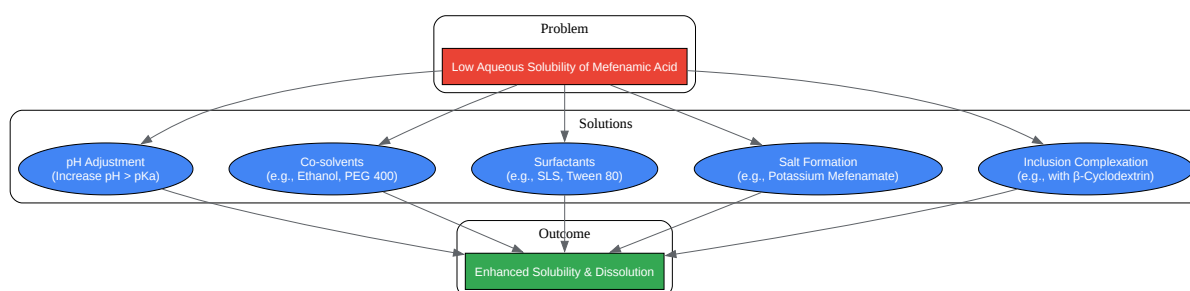 Problem
Low Aqueous Solubility of Mefenamic Acid
Solutions
pH Adjustment
(Increase pH > pKa)
Co-solvents
(e.g., Ethanol, PEG 400)
Surfactants
(e.g., SLS, Tween 80)
Salt Formation
(e.g., Potassium Mefenamate)
Inclusion Complexation
(e.g., with β-Cyclodextrin)
Outcome
Enhanced Solubility & Dissolution